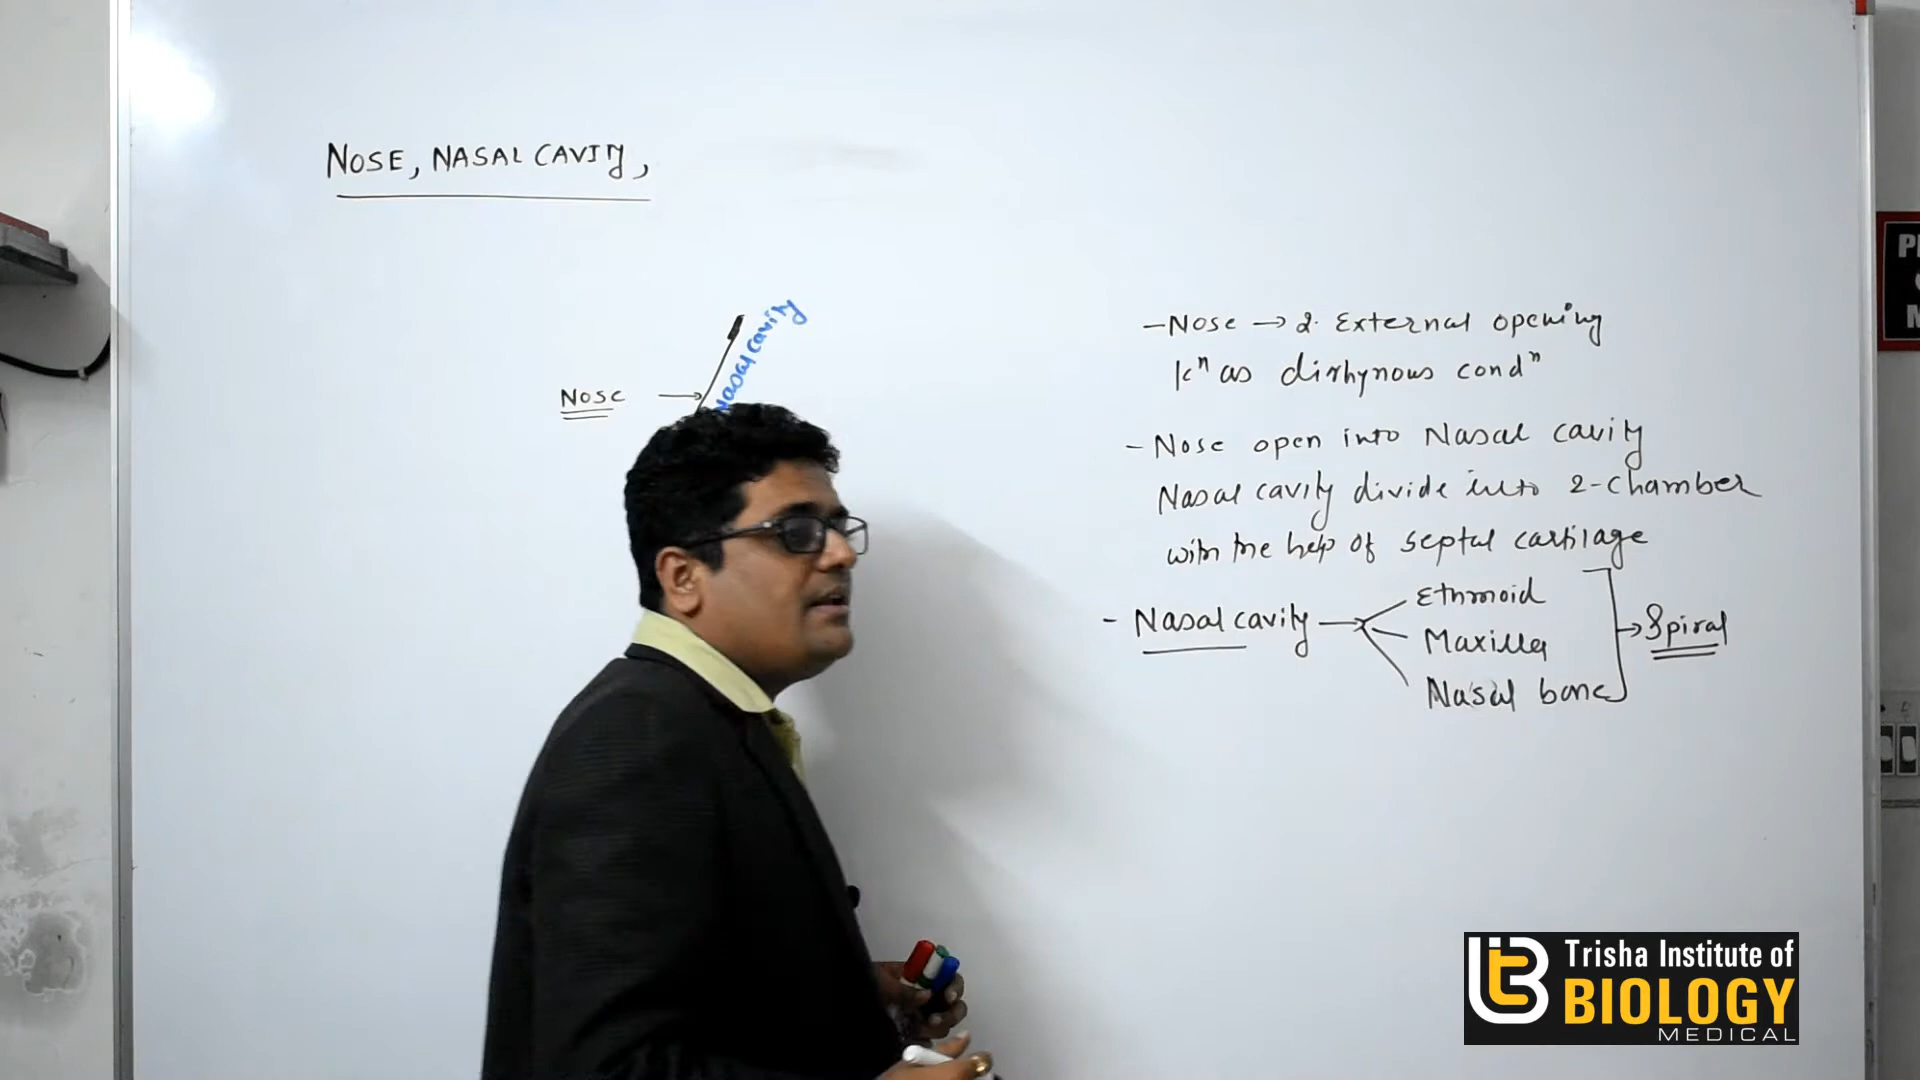 NOSE, NASAL CAVITY,
Nasal cavity
Nose
- Nose → 2. External opening
kⁿ as dirhynous condⁿ
- Nose open into Nasal cavity
Nasal cavity divide into 2-chamber
with the help of septal cartilage
- Nasal cavity → Ethmoid
Maxilla
Nasal bone
→ Spiral
Trisha Institute of
BIOLOGY
MEDICAL